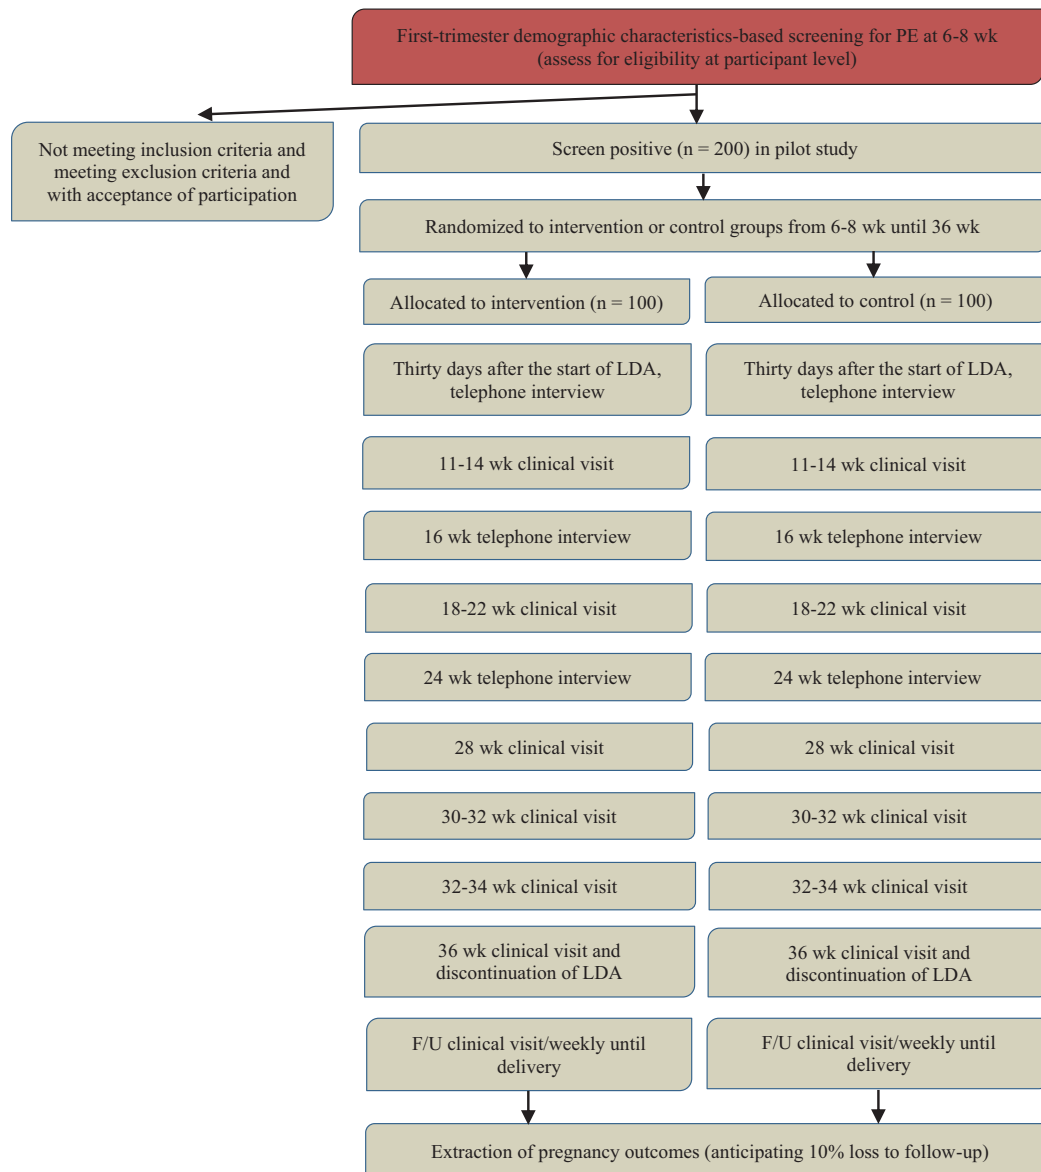 First-trimester demographic characteristics-based screening for PE at 6-8 wk
(assess for eligibility at participant level)
Not meeting inclusion criteria and
meeting exclusion criteria and
with acceptance of participation
Screen positive (n = 200) in pilot study
Randomized to intervention or control groups from 6-8 wk until 36 wk
Allocated to intervention (n = 100)
Allocated to control (n = 100)
Thirty days after the start of LDA,
telephone interview
Thirty days after the start of LDA,
telephone interview
11-14 wk clinical visit
11-14 wk clinical visit
16 wk telephone interview
16 wk telephone interview
18-22 wk clinical visit
18-22 wk clinical visit
24 wk telephone interview
24 wk telephone interview
28 wk clinical visit
28 wk clinical visit
30-32 wk clinical visit
30-32 wk clinical visit
32-34 wk clinical visit
32-34 wk clinical visit
36 wk clinical visit and
discontinuation of LDA
36 wk clinical visit and
discontinuation of LDA
F/U clinical visit/weekly until
delivery
F/U clinical visit/weekly until
delivery
Extraction of pregnancy outcomes (anticipating 10% loss to follow-up)